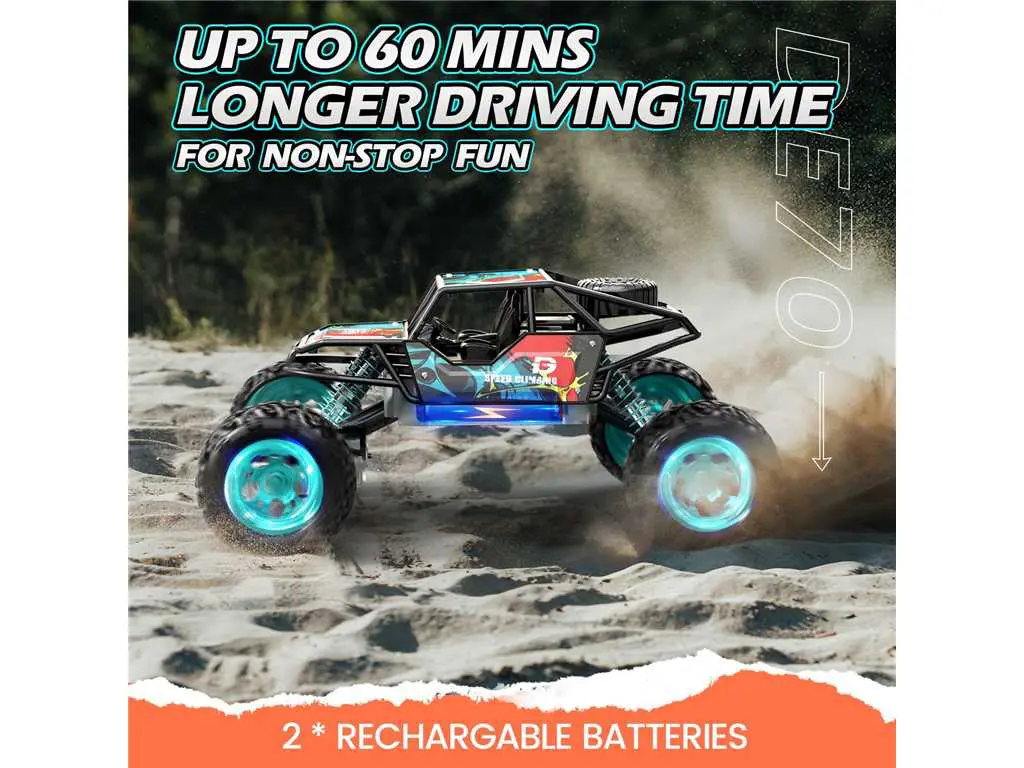 UP TO 60 MINS
LONGER DRIVING TIME
FOR NON-STOP FUN
DE70
D
SPEED CLIMBING
2 * RECHARGABLE BATTERIES